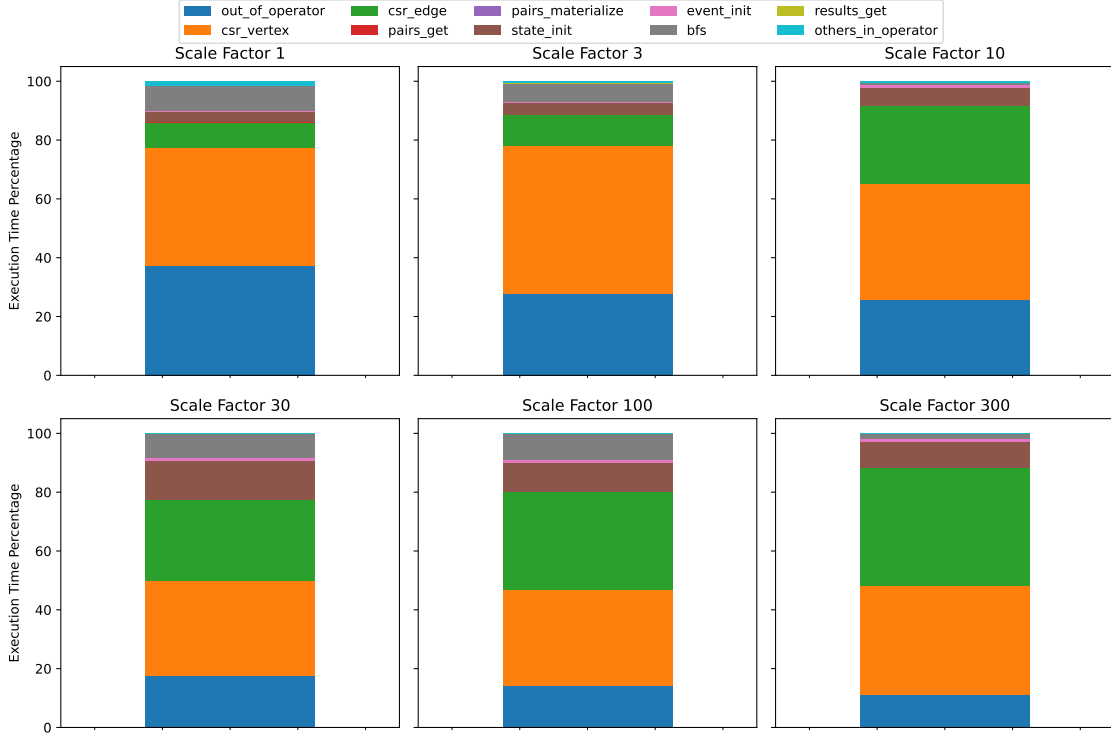 out_of_operator csr_edge pairs_materialize event_init results_get
csr_vertex pairs_get state_init bfs others_in_operator
Scale Factor 1 Scale Factor 3 Scale Factor 10
Execution Time Percentage
100
80
60
40
20
0
Scale Factor 30 Scale Factor 100 Scale Factor 300
Execution Time Percentage
100
80
60
40
20
0